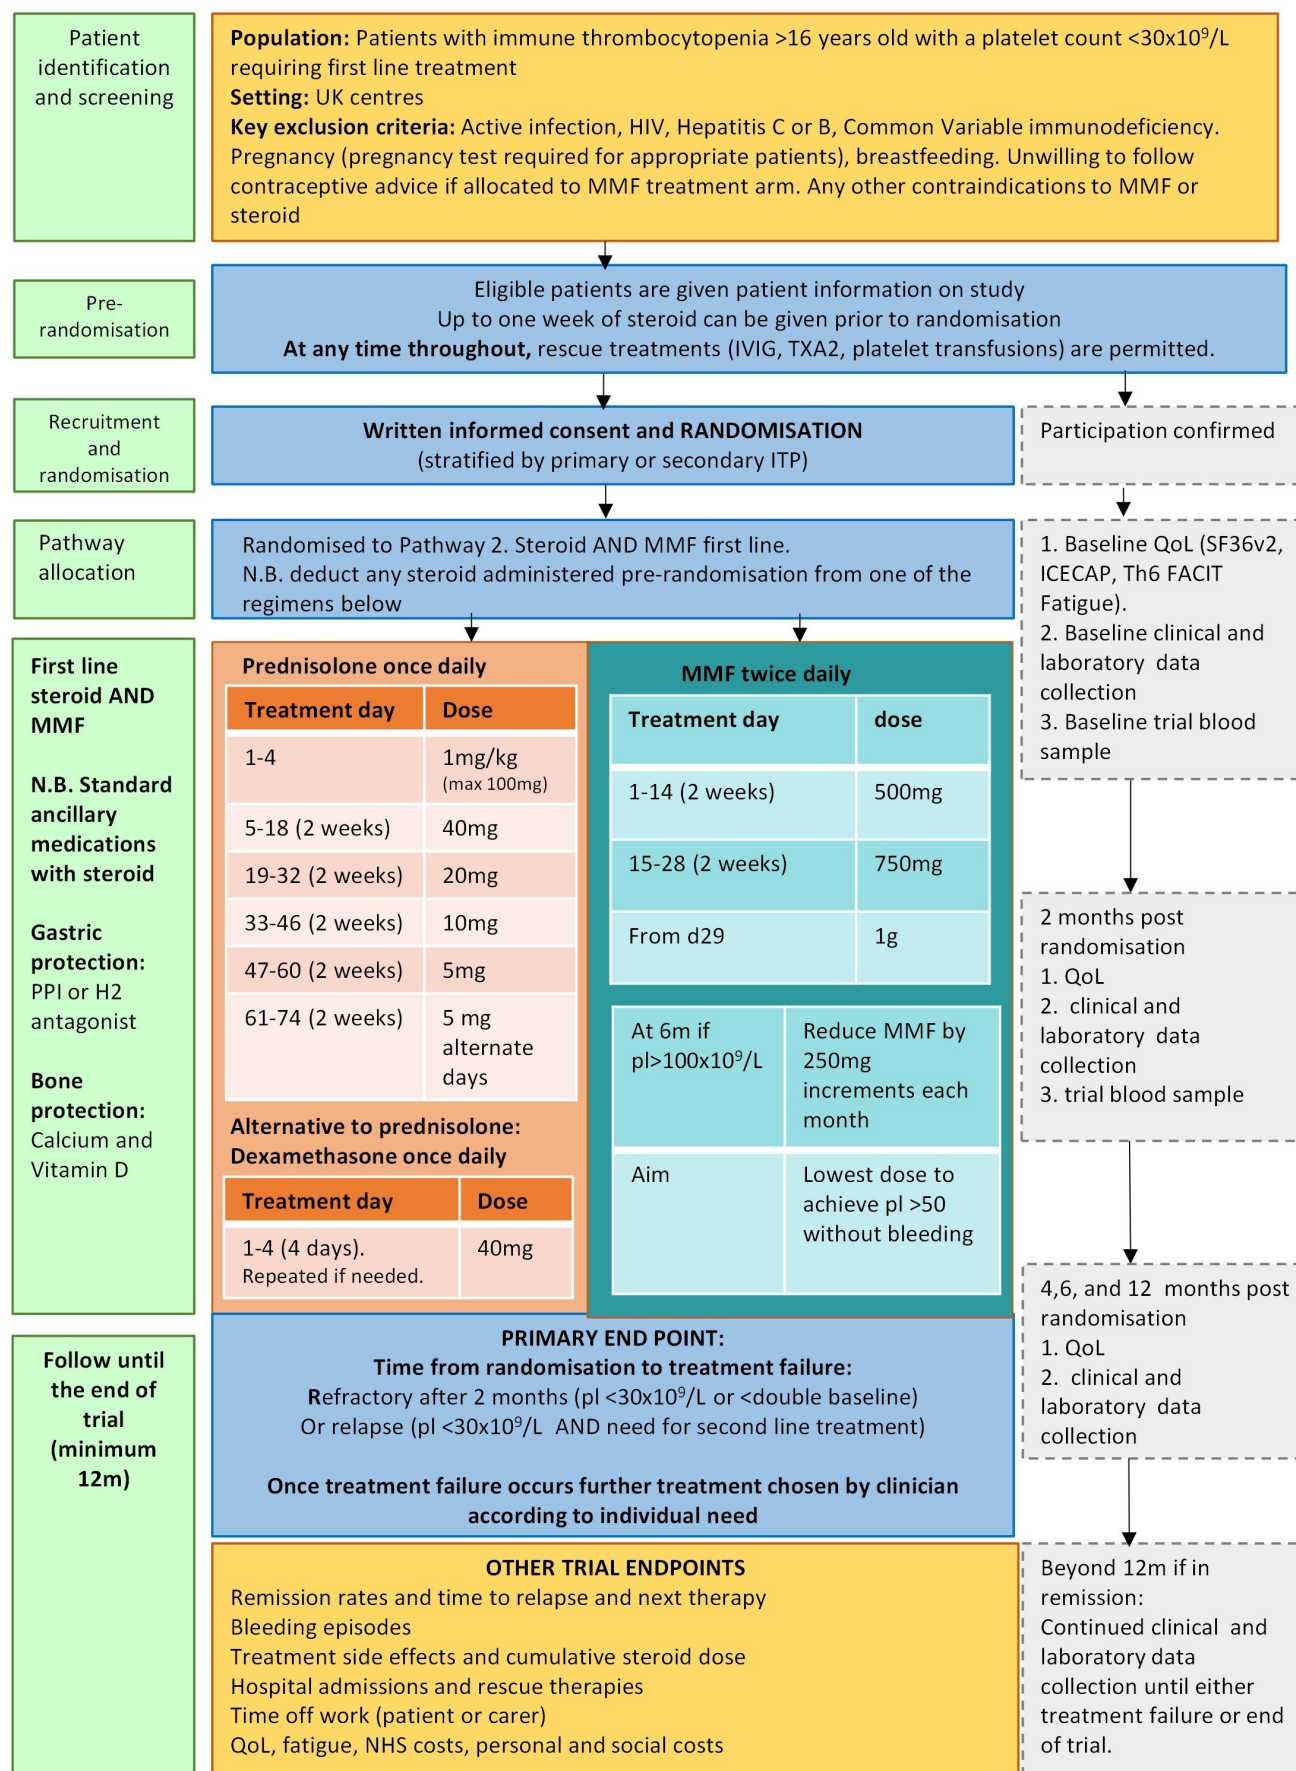 Patient
identification
and screening
Population: Patients with immune thrombocytopenia >16 years old with a platelet count <30x10⁹/L
requiring first line treatment
Setting: UK centres
Key exclusion criteria: Active infection, HIV, Hepatitis C or B, Common Variable immunodeficiency.
Pregnancy (pregnancy test required for appropriate patients), breastfeeding. Unwilling to follow
contraceptive advice if allocated to MMF treatment arm. Any other contraindications to MMF or
steroid
Pre-
randomisation
Eligible patients are given patient information on study
Up to one week of steroid can be given prior to randomisation
At any time throughout, rescue treatments (IVIG, TXA2, platelet transfusions) are permitted.
Recruitment
and
randomisation
Written informed consent and RANDOMISATION
(stratified by primary or secondary ITP)
Participation confirmed
Pathway
allocation
Randomised to Pathway 2. Steroid AND MMF first line.
N.B. deduct any steroid administered pre-randomisation from one of the
regimens below
1. Baseline QoL (SF36v2,
ICECAP, Th6 FACIT
Fatigue).
2. Baseline clinical and
laboratory data
collection
3. Baseline trial blood
sample
First line
steroid AND
MMF
N.B. Standard
ancillary
medications
with steroid
Gastric
protection:
PPI or H2
antagonist
Bone
protection:
Calcium and
Vitamin D
Prednisolone once daily
Treatment day Dose
1-4 1mg/kg
(max 100mg)
5-18 (2 weeks) 40mg
19-32 (2 weeks) 20mg
33-46 (2 weeks) 10mg
47-60 (2 weeks) 5mg
61-74 (2 weeks) 5 mg
alternate
days
Alternative to prednisolone:
Dexamethasone once daily
Treatment day Dose
1-4 (4 days). 40mg
Repeated if needed.
MMF twice daily
Treatment day dose
1-14 (2 weeks) 500mg
15-28 (2 weeks) 750mg
From d29 1g
At 6m if Reduce MMF by
pl>100x10⁹/L 250mg
increments each
month
Aim Lowest dose to
achieve pl >50
without bleeding
2 months post
randomisation
1. QoL
2. clinical and
laboratory data
collection
3. trial blood sample
4,6, and 12 months post
randomisation
1. QoL
2. clinical and
laboratory data
collection
Follow until
the end of
trial
(minimum
12m)
PRIMARY END POINT:
Time from randomisation to treatment failure:
Refractory after 2 months (pl <30x10⁹/L or <double baseline)
Or relapse (pl <30x10⁹/L AND need for second line treatment)
Once treatment failure occurs further treatment chosen by clinician
according to individual need
OTHER TRIAL ENDPOINTS
Remission rates and time to relapse and next therapy
Bleeding episodes
Treatment side effects and cumulative steroid dose
Hospital admissions and rescue therapies
Time off work (patient or carer)
QoL, fatigue, NHS costs, personal and social costs
Beyond 12m if in
remission:
Continued clinical and
laboratory data
collection until either
treatment failure or end
of trial.